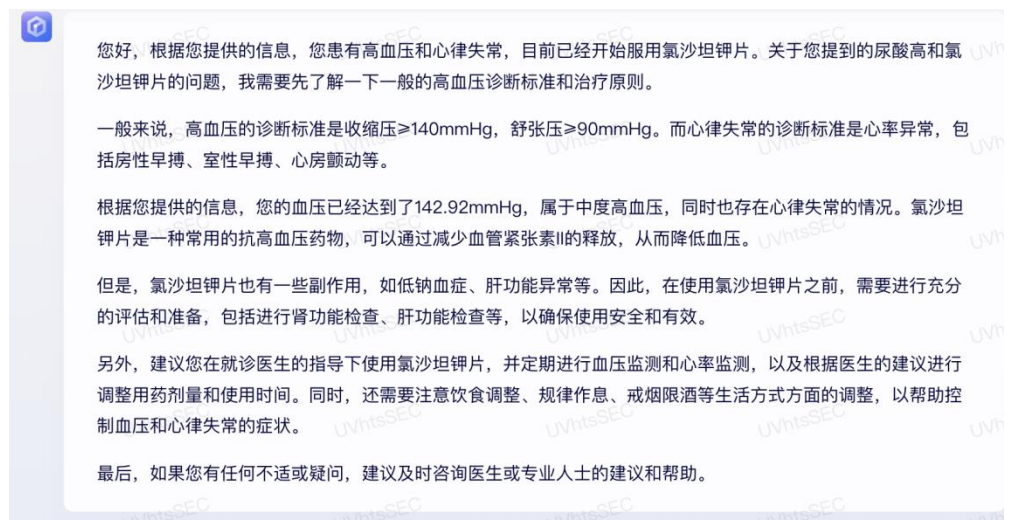 您好，根据您提供的信息，您患有高血压和心律失常，目前已经开始服用氯沙坦钾片。关于您提到的尿酸高和氯
沙坦钾片的问题，我需要先了解一下一般的高血压诊断标准和治疗原则。
一般来说，高血压的诊断标准是收缩压≥140mmHg，舒张压≥90mmHg。而心律失常的诊断标准是心率异常，包
括房性早搏、室性早搏、心房颤动等。
根据您提供的信息，您的血压已经达到了142.92mmHg，属于中度高血压，同时也存在心律失常的情况。氯沙坦
钾片是一种常用的抗高血压药物，可以通过减少血管紧张素II的释放，从而降低血压。
但是，氯沙坦钾片也有一些副作用，如低钠血症、肝功能异常等。因此，在使用氯沙坦钾片之前，需要进行充分
的评估和准备，包括进行肾功能检查、肝功能检查等，以确保使用安全和有效。
另外，建议您在就诊医生的指导下使用氯沙坦钾片，并定期进行血压监测和心率监测，以及根据医生的建议进行
调整用药剂量和使用时间。同时，还需要注意饮食调整、规律作息、戒烟限酒等生活方式方面的调整，以帮助控
制血压和心律失常的症状。
最后，如果您有任何不适或疑问，建议及时咨询医生或专业人士的建议和帮助。
UVhtsSEC